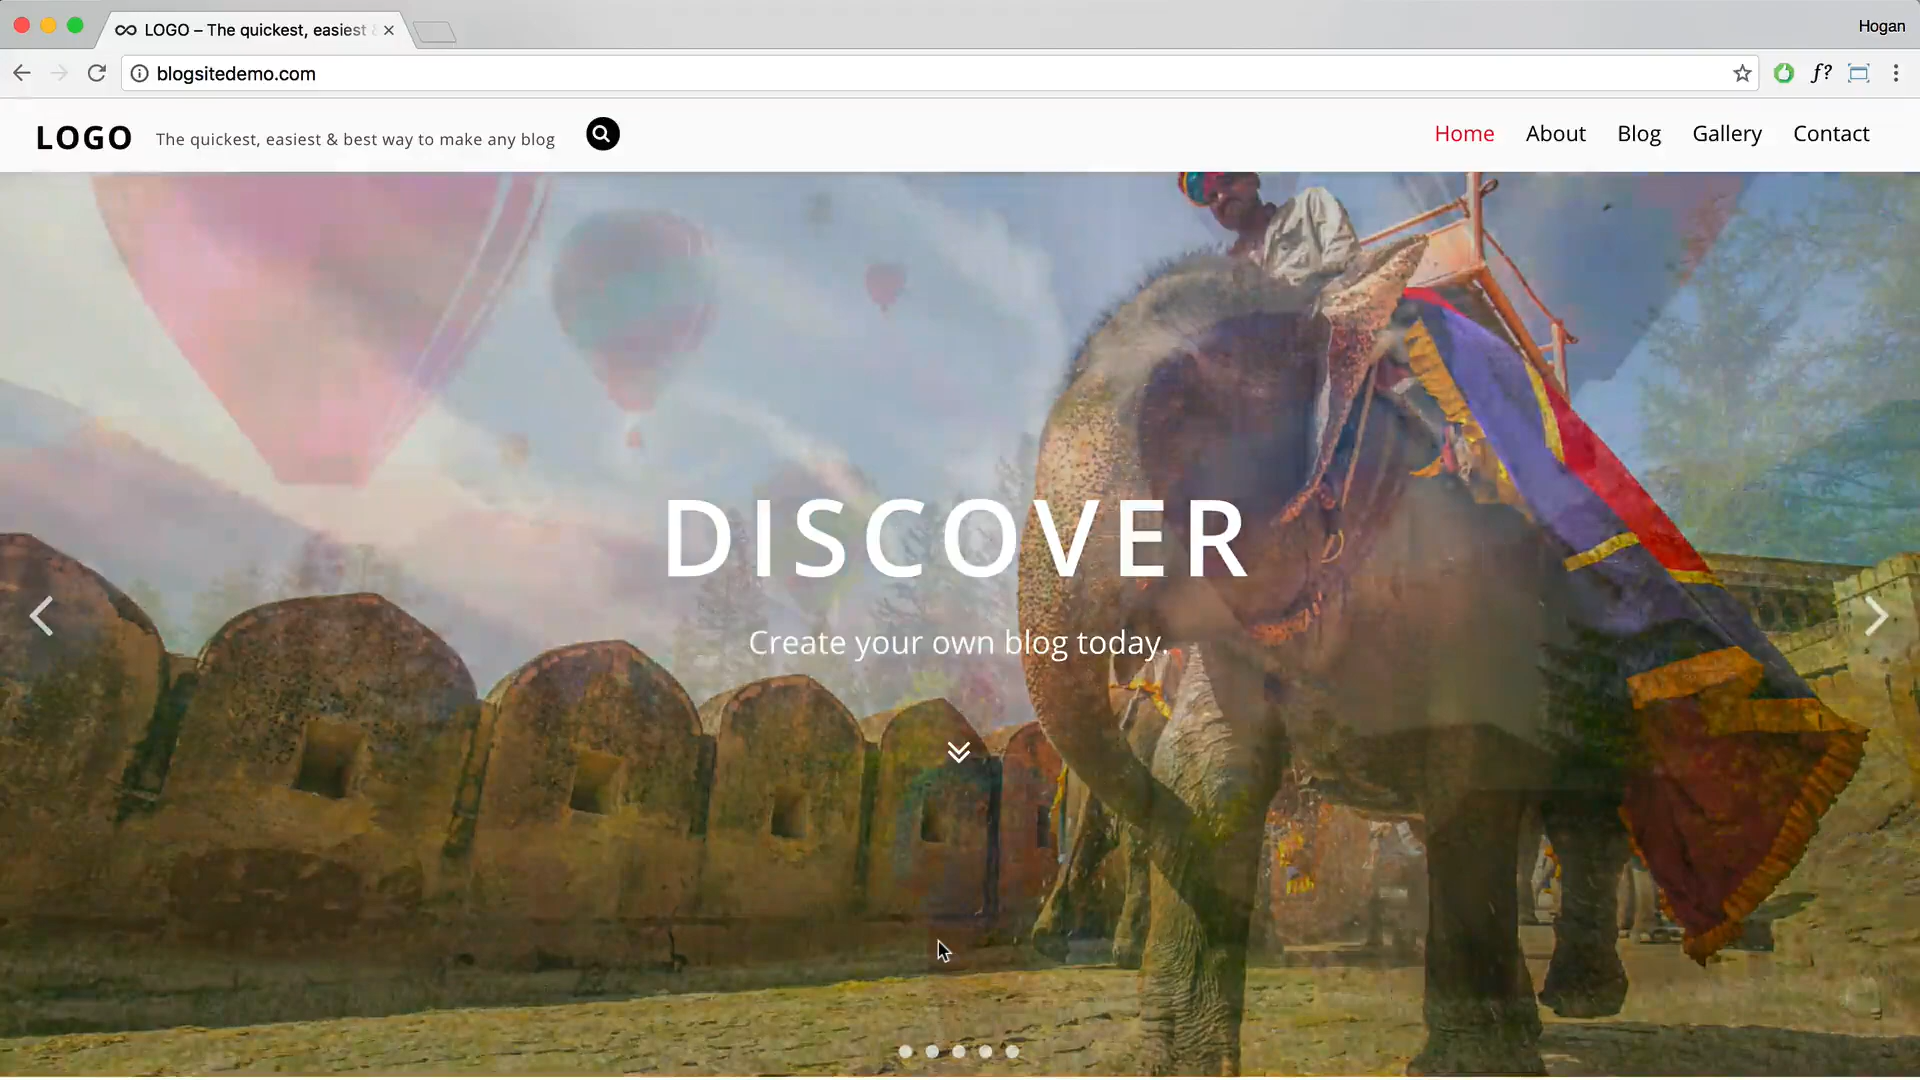 LOGO – The quickest, easiest &
Hogan
blogsitedemo.com
f?
LOGO The quickest, easiest & best way to make any blog
Home About Blog Gallery Contact
DISCOVER
Create your own blog today.